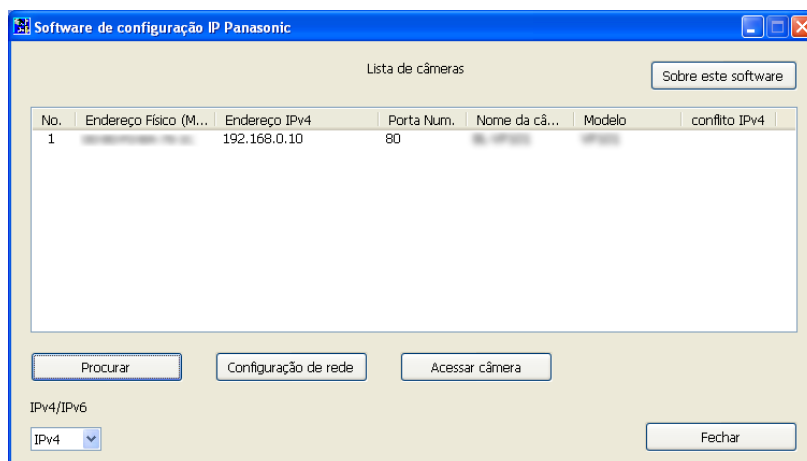 Software de configuração IP Panasonic
Lista de câmeras
Sobre este software
No. Endereço Físico (M... Endereço IPv4 Porta Num. Nome da câ... Modelo conflito IPv4
1 192.168.0.10 80
Procurar Configuração de rede Acessar câmera
IPv4/IPv6
IPv4 Fechar